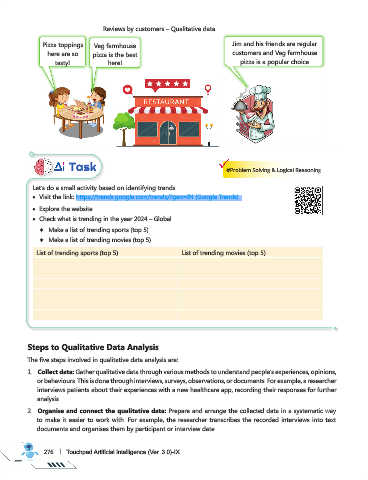 Reviews by customers – Qualitative data
Pizza toppings
here are so
tasty!
Veg farmhouse
pizza is the best
here!
Jim and his friends are regular
customers and Veg farmhouse
pizza is a popular choice
RESTAURANT
Ai Task
#Problem Solving & Logical Reasoning
Let's do a small activity based on identifying trends
• Visit the link: https://trends.google.com/trends/?geo=IN (Google Trends)
• Explore the website
• Check what is trending in the year 2024 – Global
♦ Make a list of trending sports (top 5)
♦ Make a list of trending movies (top 5)
List of trending sports (top 5) List of trending movies (top 5)
Steps to Qualitative Data Analysis
The five steps involved in qualitative data analysis are:
1 Collect data: Gather qualitative data through various methods to understand people's experiences, opinions,
or behaviours This is done through interviews, surveys, observations, or documents For example, a researcher
interviews patients about their experiences with a new healthcare app, recording their responses for further
analysis
2 Organise and connect the qualitative data: Prepare and arrange the collected data in a systematic way
to make it easier to work with For example, the researcher transcribes the recorded interviews into text
documents and organises them by participant or interview date
276 | Touchpad Artificial Intelligence (Ver 3 0)-IX